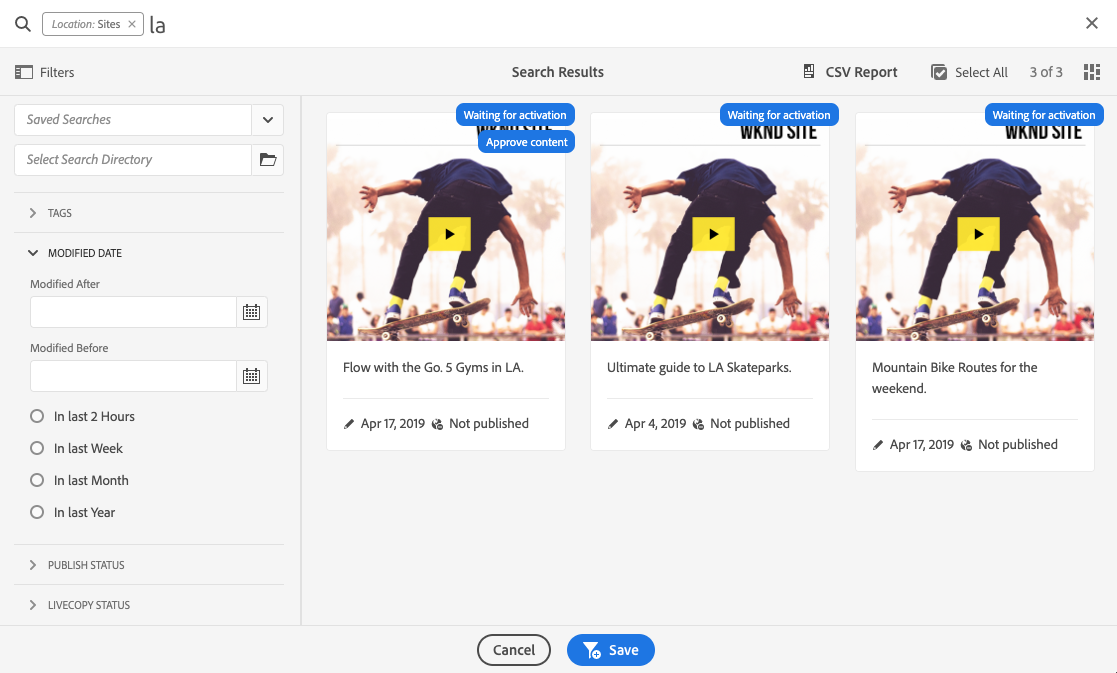 Location: Sites × la
Filters
Search Results
CSV Report
Select All
3 of 3
Saved Searches
Select Search Directory
TAGS
MODIFIED DATE
Modified After
Modified Before
In last 2 Hours
In last Week
In last Month
In last Year
PUBLISH STATUS
LIVECOPY STATUS
Waiting for activation
WKND SITE
Approve content
Flow with the Go. 5 Gyms in LA.
Apr 17, 2019 Not published
Waiting for activation
WKND SITE
Ultimate guide to LA Skateparks.
Apr 4, 2019 Not published
Waiting for activation
WKND SITE
Mountain Bike Routes for the
weekend.
Apr 17, 2019 Not published
Cancel
Save